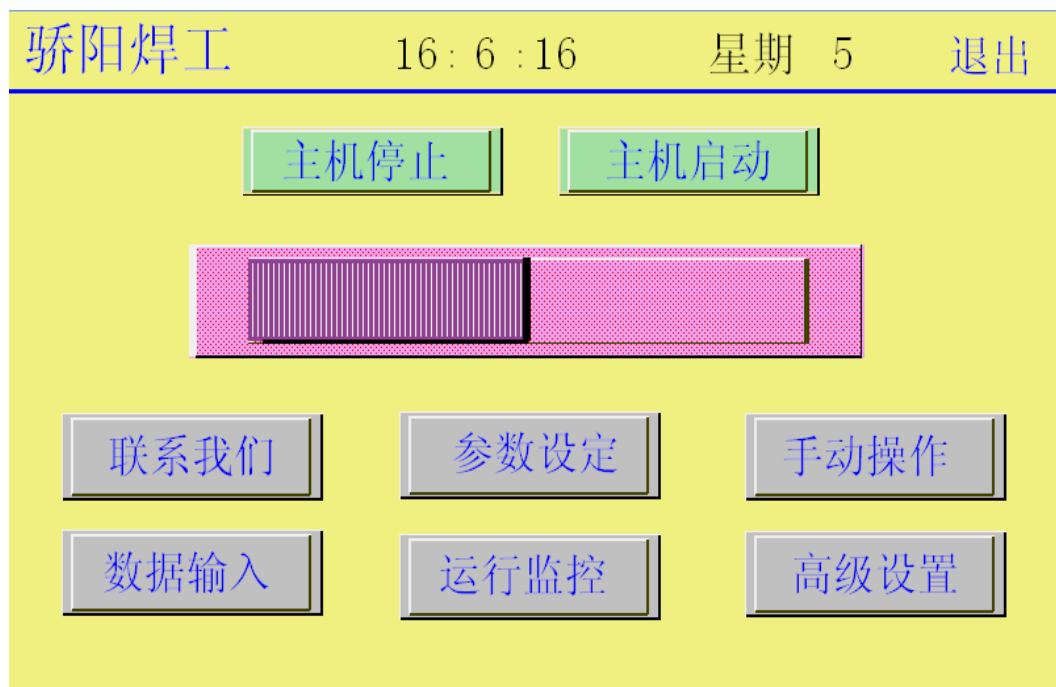 骄阳焊工 16: 6 :16 星期 5 退出
主机停止 主机启动
联系我们 参数设定 手动操作
数据输入 运行监控 高级设置